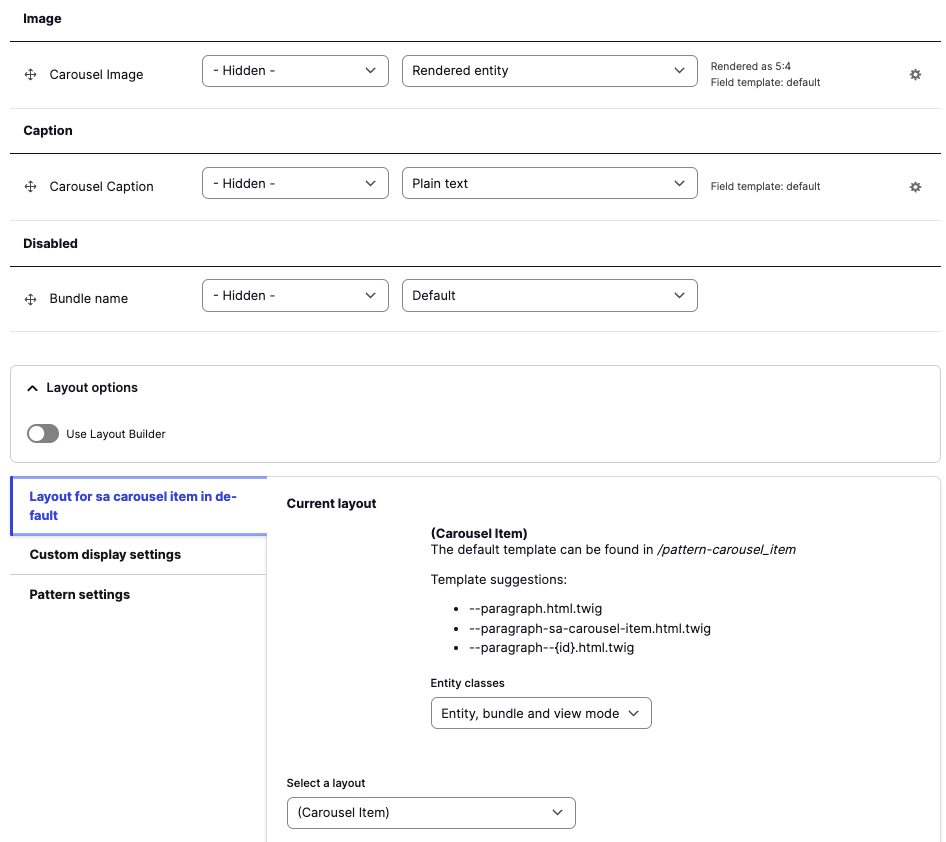 Image
Carousel Image
- Hidden -
Rendered entity
Rendered as 5:4
Field template: default
Caption
Carousel Caption
- Hidden -
Plain text
Field template: default
Disabled
Bundle name
- Hidden -
Default
Layout options
Use Layout Builder
Layout for sa carousel item in de-
fault
Custom display settings
Pattern settings
Current layout
(Carousel Item)
The default template can be found in /pattern-carousel_item
Template suggestions:
• --paragraph.html.twig
• --paragraph-sa-carousel-item.html.twig
• --paragraph--{id}.html.twig
Entity classes
Entity, bundle and view mode
Select a layout
(Carousel Item)